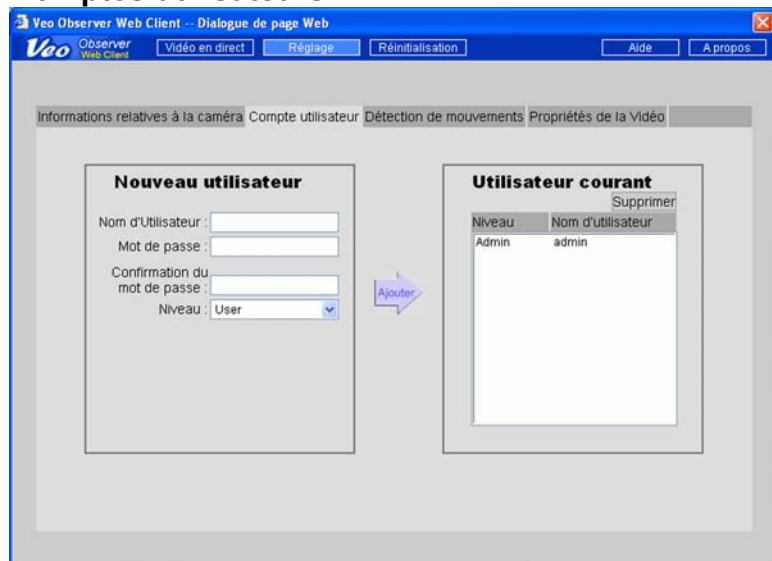 Veo Observer Web Client -- Dialogue de page Web
Veo Observer Web Client
Vidéo en direct
Réglage
Réinitialisation
Aide
A propos
Informations relatives à la caméra
Compte utilisateur
Détection de mouvements
Propriétés de la Vidéo
Nouveau utilisateur
Nom d'Utilisateur :
Mot de passe :
Confirmation du
mot de passe :
Niveau : User
Ajouter
Utilisateur courant
Supprimer
Niveau Nom d'utilisateur
Admin admin